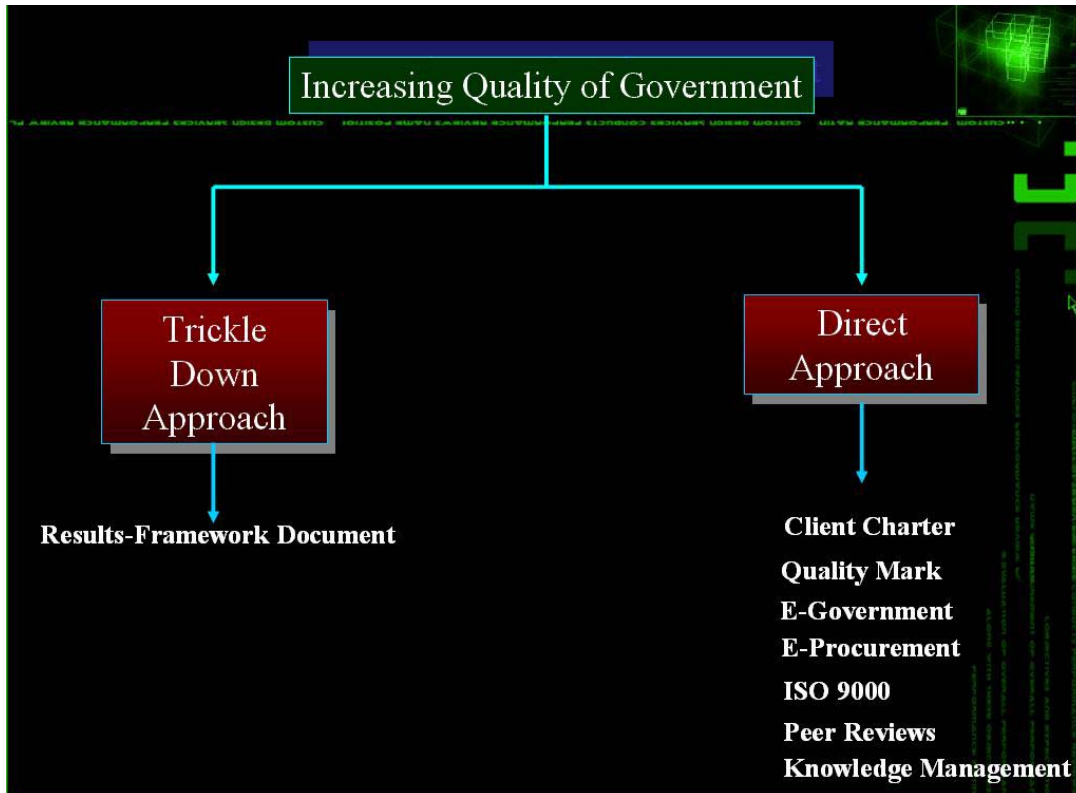 Increasing Quality of Government
Trickle
Down
Approach
Results-Framework Document
Direct
Approach
Client Charter
Quality Mark
E-Government
E-Procurement
ISO 9000
Peer Reviews
Knowledge Management